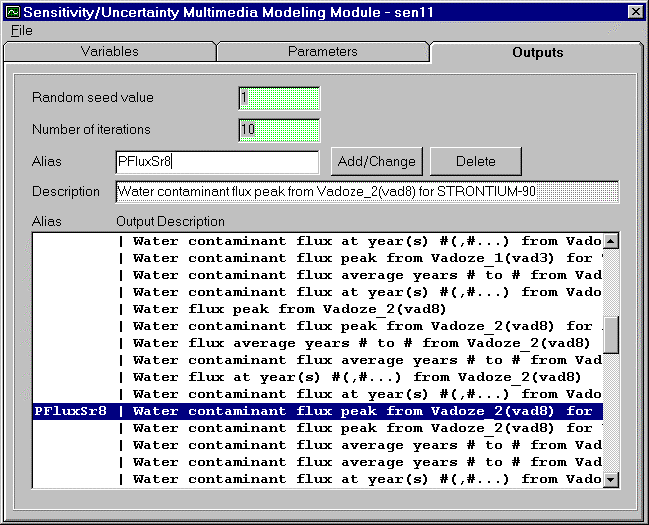 Sensitivity/Uncertainty Multimedia Modeling Module - sen11
File
Variables Parameters Outputs
Random seed value 1
Number of iterations 10
Alias PFluxSr8 Add/Change Delete
Description Water contaminant flux peak from Vadoze_2(vad8) for STRONTIUM-90
Alias Output Description
| Water contaminant flux at year(s) #(,#...) from Vado
| Water contaminant flux peak from Vadoze_1(vad3) for
| Water contaminant flux average years # to # from Vad
| Water contaminant flux at year(s) #(,#...) from Vado
| Water flux peak from Vadoze_2(vad8)
| Water contaminant flux peak from Vadoze_2(vad8) for
| Water flux average years # to # from Vadoze_2(vad8)
| Water contaminant flux average years # to # from Vad
| Water flux at year(s) #(,#...) from Vadoze_2(vad8)
| Water contaminant flux at year(s) #(,#...) from Vado
PFluxSr8 | Water contaminant flux peak from Vadoze_2(vad8) for
| Water contaminant flux peak from Vadoze_2(vad8) for
| Water contaminant flux average years # to # from Vad
| Water contaminant flux average years # to # from Vad
| Water contaminant flux at year(s) #(,#...) from Vado